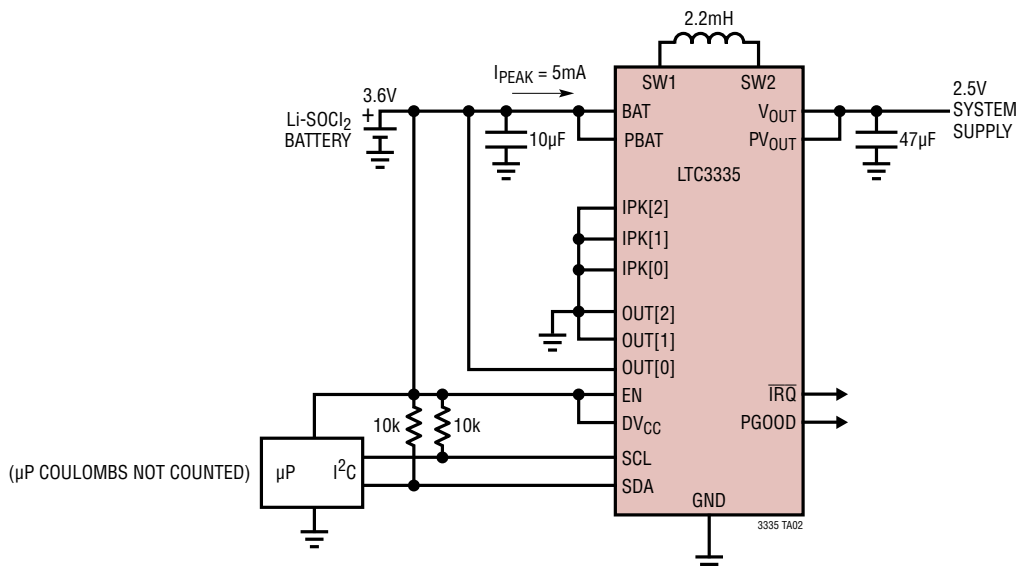 2.2mH
SW1 SW2
I_PEAK = 5mA
3.6V
+
Li-SOCl2
BATTERY
10µF
BAT
PBAT
VOUT
PVOUT
2.5V
SYSTEM
SUPPLY
47µF
LTC3335
IPK[2]
IPK[1]
IPK[0]
OUT[2]
OUT[1]
OUT[0]
EN
DVCC
IRQ
PGOOD
10k 10k
(µP COULOMBS NOT COUNTED)
µP I2C
SCL
SDA
GND
3335 TA02